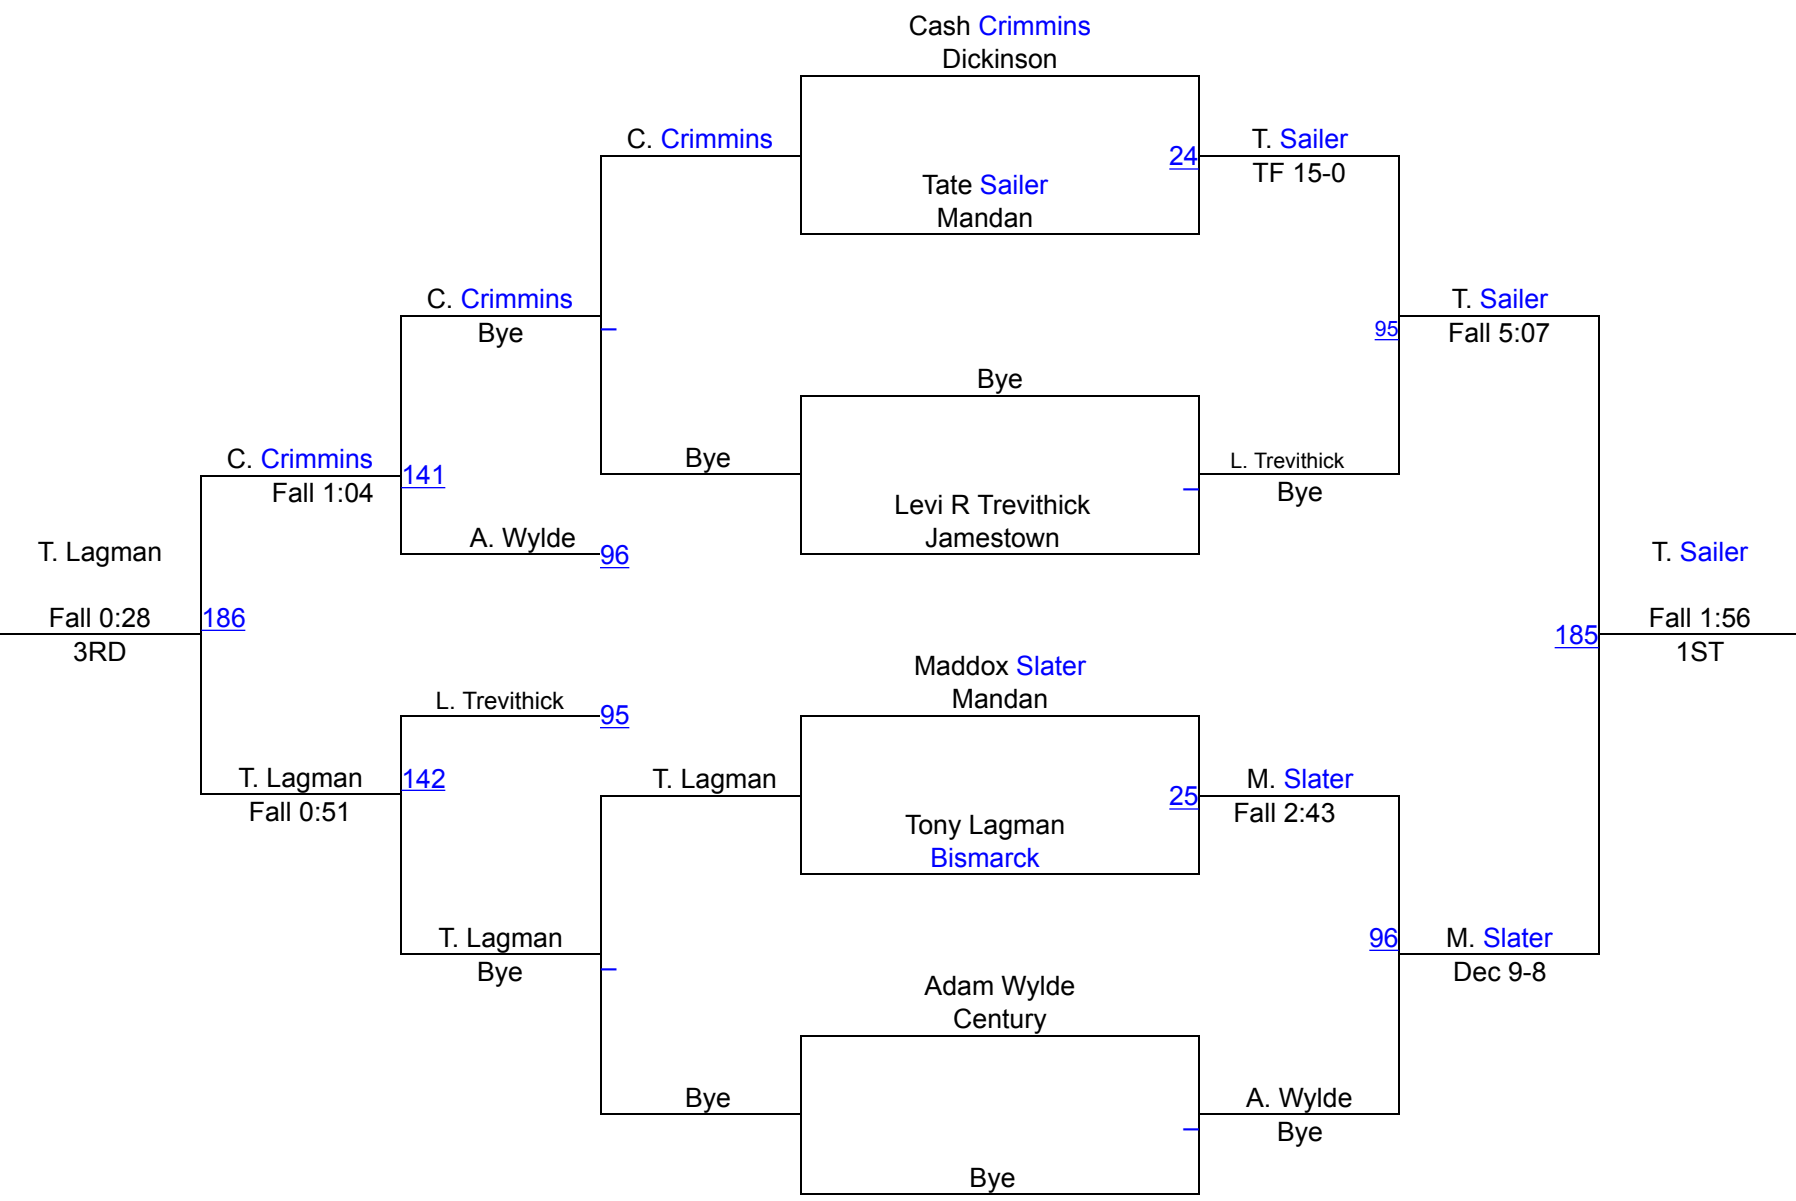 Cash Crimmins
Dickinson
C. Crimmins
24
T. Sailer
TF 15-0
Tate Sailer
Mandan
C. Crimmins
Bye
T. Sailer
95
Fall 5:07
Bye
C. Crimmins
141
Fall 1:04
Bye
L. Trevithick
Bye
Levi R Trevithick
Jamestown
A. Wylde
96
T. Lagman
Fall 0:28
186
3RD
T. Sailer
185
Fall 1:56
1ST
Maddox Slater
Mandan
L. Trevithick
95
T. Lagman
142
Fall 0:51
T. Lagman
25
M. Slater
Fall 2:43
Tony Lagman
Bismarck
T. Lagman
Bye
96
M. Slater
Dec 9-8
Adam Wylde
Century
Bye
A. Wylde
Bye
Bye